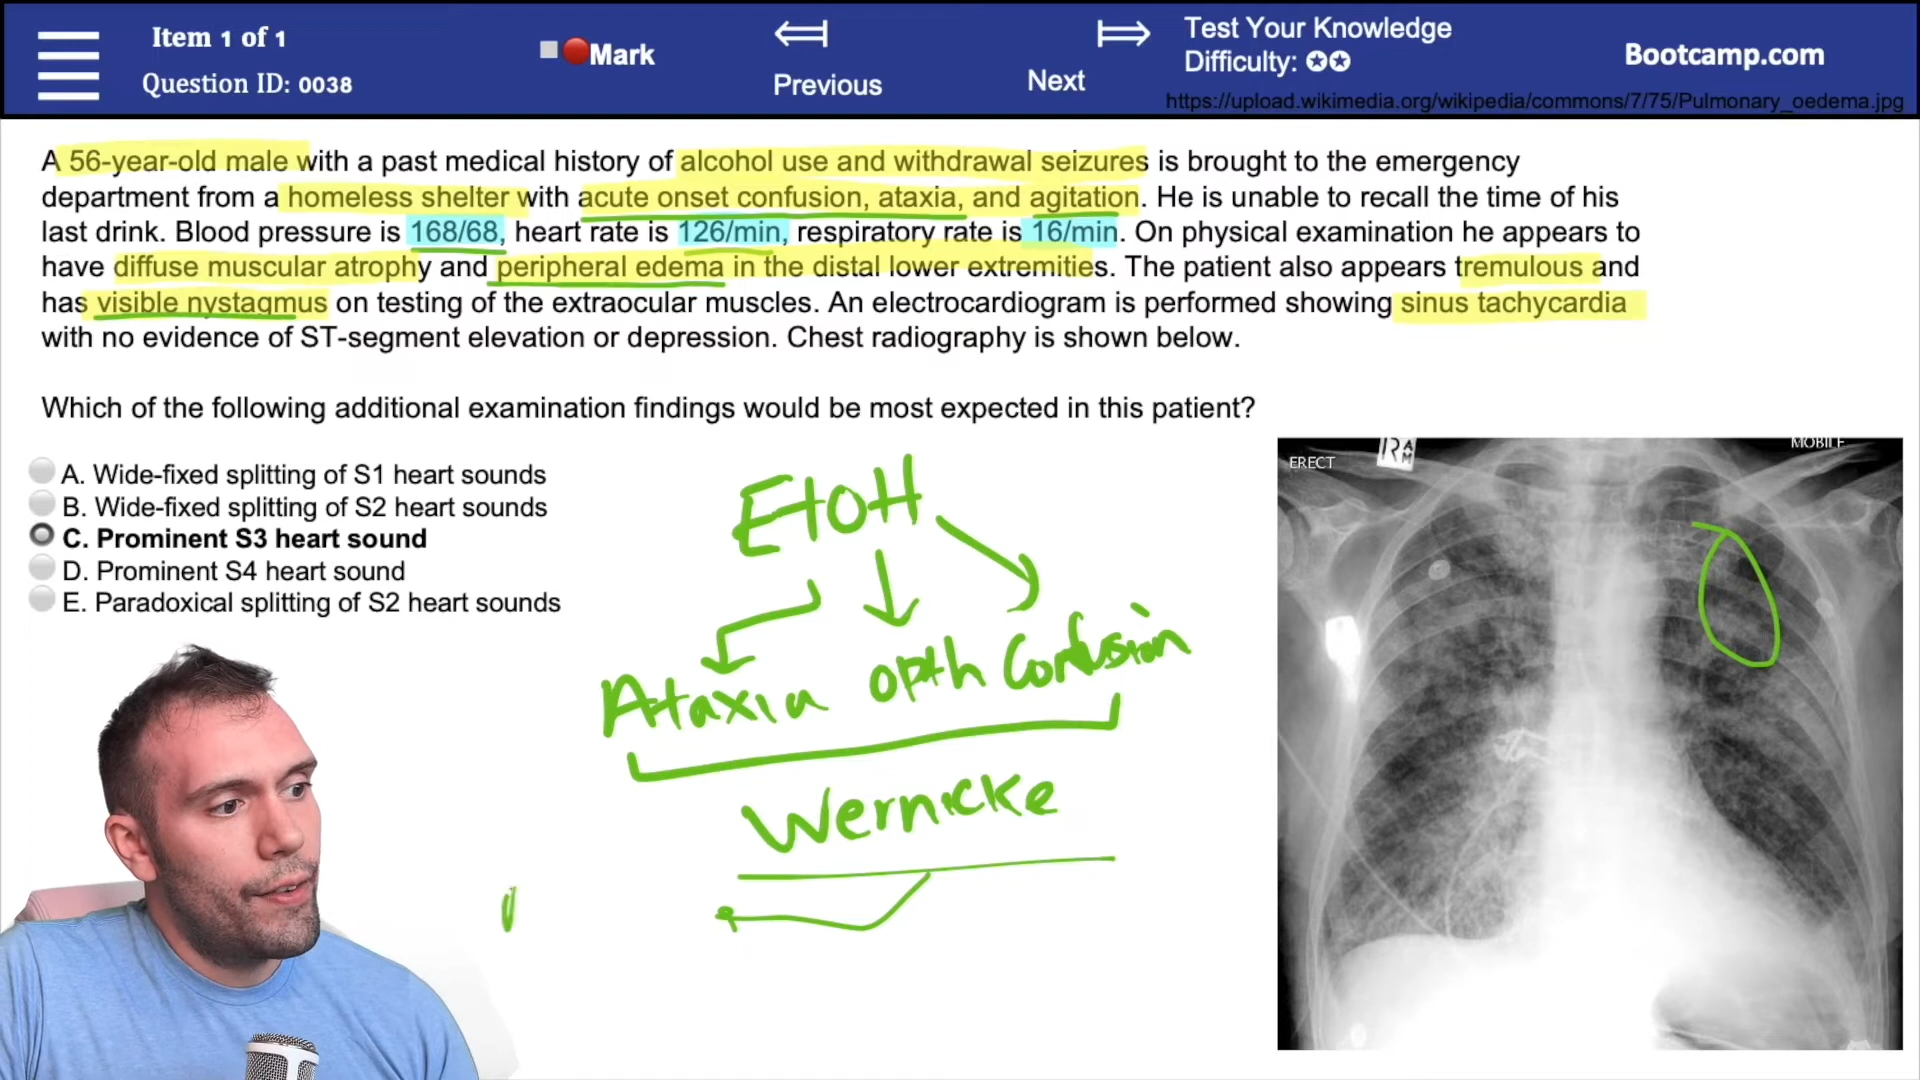 Item 1 of 1
Question ID: 0038
Mark
Previous
Next
Test Your Knowledge
Difficulty:
Bootcamp.com
https://upload.wikimedia.org/wikipedia/commons/7/75/Pulmonary_oedema.jpg
A 56-year-old male with a past medical history of alcohol use and withdrawal seizures is brought to the emergency
department from a homeless shelter with acute onset confusion, ataxia, and agitation. He is unable to recall the time of his
last drink. Blood pressure is 168/68, heart rate is 126/min, respiratory rate is 16/min. On physical examination he appears to
have diffuse muscular atrophy and peripheral edema in the distal lower extremities. The patient also appears tremulous and
has visible nystagmus on testing of the extraocular muscles. An electrocardiogram is performed showing sinus tachycardia
with no evidence of ST-segment elevation or depression. Chest radiography is shown below.
Which of the following additional examination findings would be most expected in this patient?
A. Wide-fixed splitting of S1 heart sounds
B. Wide-fixed splitting of S2 heart sounds
C. Prominent S3 heart sound
D. Prominent S4 heart sound
E. Paradoxical splitting of S2 heart sounds
EtOH
Ataxia opth Confusion
Wernicke
ERECT
R AM
MOBILE